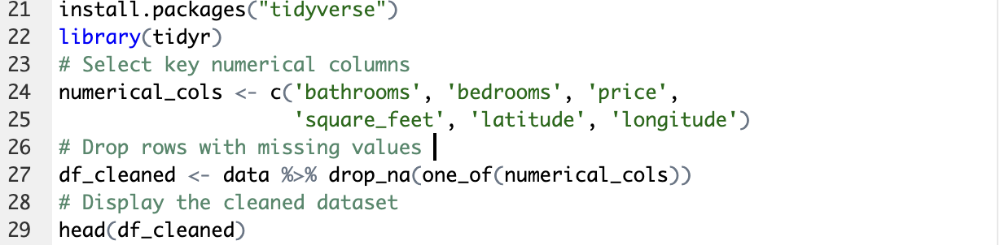 21 install.packages("tidyverse")
22 library(tidyr)
23 # Select key numerical columns
24 numerical_cols <- c('bathrooms', 'bedrooms', 'price',
25                     'square_feet', 'latitude', 'longitude')
26 # Drop rows with missing values
27 df_cleaned <- data %>% drop_na(one_of(numerical_cols))
28 # Display the cleaned dataset
29 head(df_cleaned)